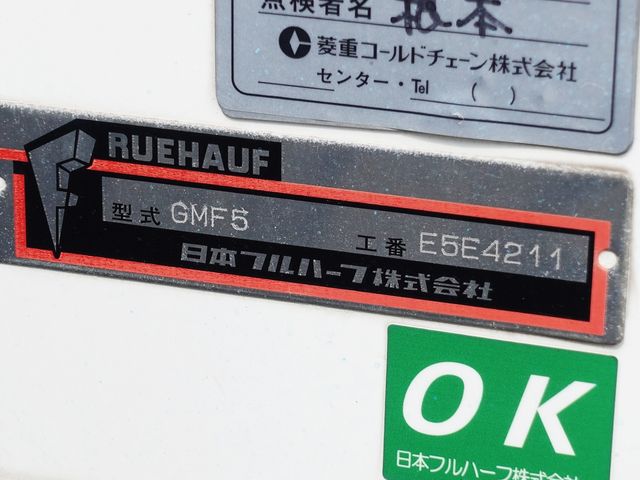 点検者名 坂本
菱重コールドチェーン株式会社
センター・Tel ( )
FRUEHAUF
型式 GMF5 工番 E5E4211
日本フルハーフ株式会社
OK
日本フルハーフ株式会社